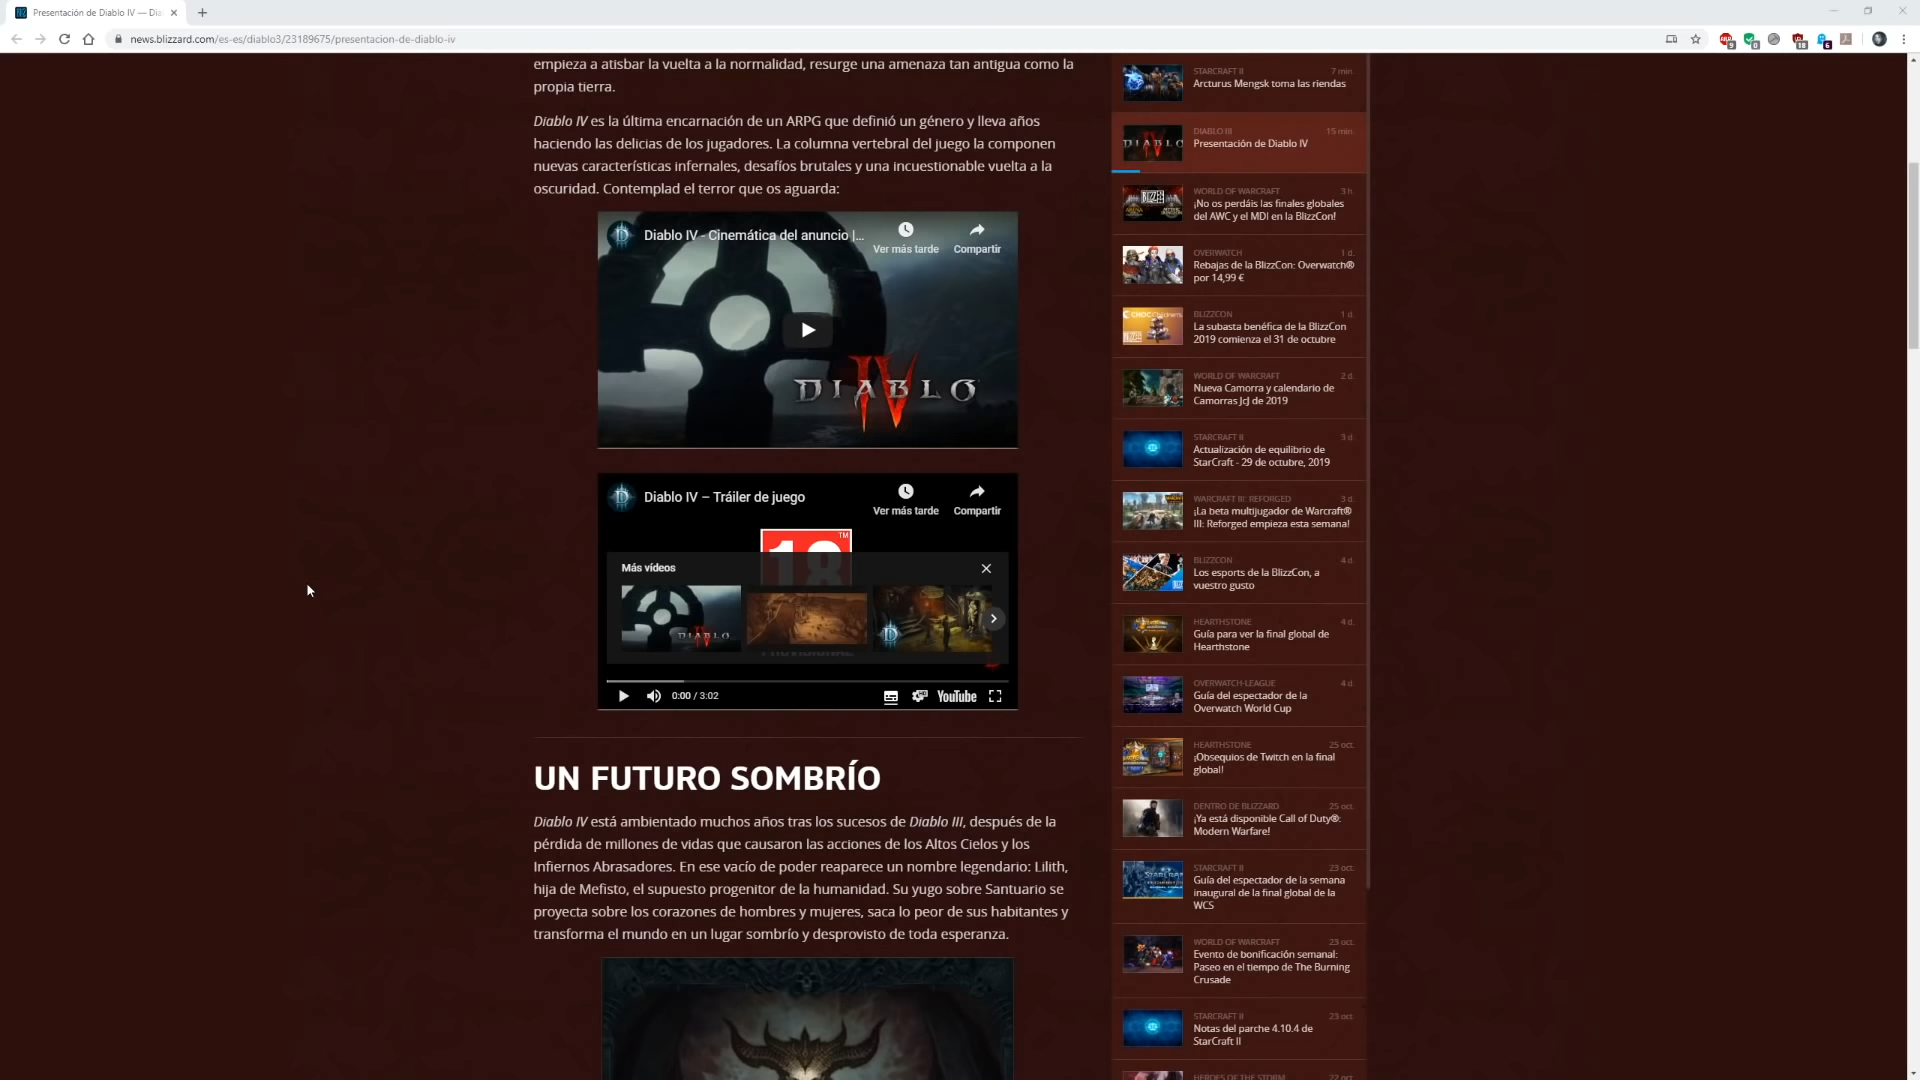 Presentación de Diablo IV — Dia
news.blizzard.com/es-es/diablo3/23189675/presentacion-de-diablo-iv
9
0
18
6
empieza a atisbar la vuelta a la normalidad, resurge una amenaza tan antigua como la
propia tierra.
Diablo IV es la última encarnación de un ARPG que definió un género y lleva años
haciendo las delicias de los jugadores. La columna vertebral del juego la componen
nuevas características infernales, desafíos brutales y una incuestionable vuelta a la
oscuridad. Contemplad el terror que os aguarda:
Diablo IV - Cinemática del anuncio |...
Ver más tarde
Compartir
DIABLO
IV
Diablo IV – Tráiler de juego
Ver más tarde
Compartir
18
TM
Más vídeos
DIABLO
IV
PROVISIONAL
0:00 / 3:02
YouTube
UN FUTURO SOMBRÍO
Diablo IV está ambientado muchos años tras los sucesos de Diablo III, después de la
pérdida de millones de vidas que causaron las acciones de los Altos Cielos y los
Infiernos Abrasadores. En ese vacío de poder reaparece un nombre legendario: Lilith,
hija de Mefisto, el supuesto progenitor de la humanidad. Su yugo sobre Santuario se
proyecta sobre los corazones de hombres y mujeres, saca lo peor de sus habitantes y
transforma el mundo en un lugar sombrío y desprovisto de toda esperanza.
STARCRAFT II 7 min.
Arcturus Mengsk toma las riendas
DIABLO III 15 min.
Presentación de Diablo IV
WORLD OF WARCRAFT 3 h.
¡No os perdáis las finales globales
del AWC y el MDI en la BlizzCon!
OVERWATCH 1 d.
Rebajas de la BlizzCon: Overwatch®
por 14,99 €
BLIZZCON 1 d.
La subasta benéfica de la BlizzCon
2019 comienza el 31 de octubre
WORLD OF WARCRAFT 2 d.
Nueva Camorra y calendario de
Camorras JcJ de 2019
STARCRAFT II 3 d.
Actualización de equilibrio de
StarCraft - 29 de octubre, 2019
WARCRAFT III: REFORGED 3 d.
¡La beta multijugador de Warcraft®
III: Reforged empieza esta semana!
BLIZZCON 4 d.
Los esports de la BlizzCon, a
vuestro gusto
HEARTHSTONE 4 d.
Guía para ver la final global de
Hearthstone
OVERWATCH-LEAGUE 4 d.
Guía del espectador de la
Overwatch World Cup
HEARTHSTONE 25 oct.
¡Obsequios de Twitch en la final
global!
DENTRO DE BLIZZARD 25 oct.
¡Ya está disponible Call of Duty®:
Modern Warfare!
STARCRAFT II 23 oct.
Guía del espectador de la semana
inaugural de la final global de la
WCS
WORLD OF WARCRAFT 23 oct.
Evento de bonificación semanal:
Paseo en el tiempo de The Burning
Crusade
STARCRAFT II 23 oct.
Notas del parche 4.10.4 de
StarCraft II
HEROES OF THE STORM 22 oct.